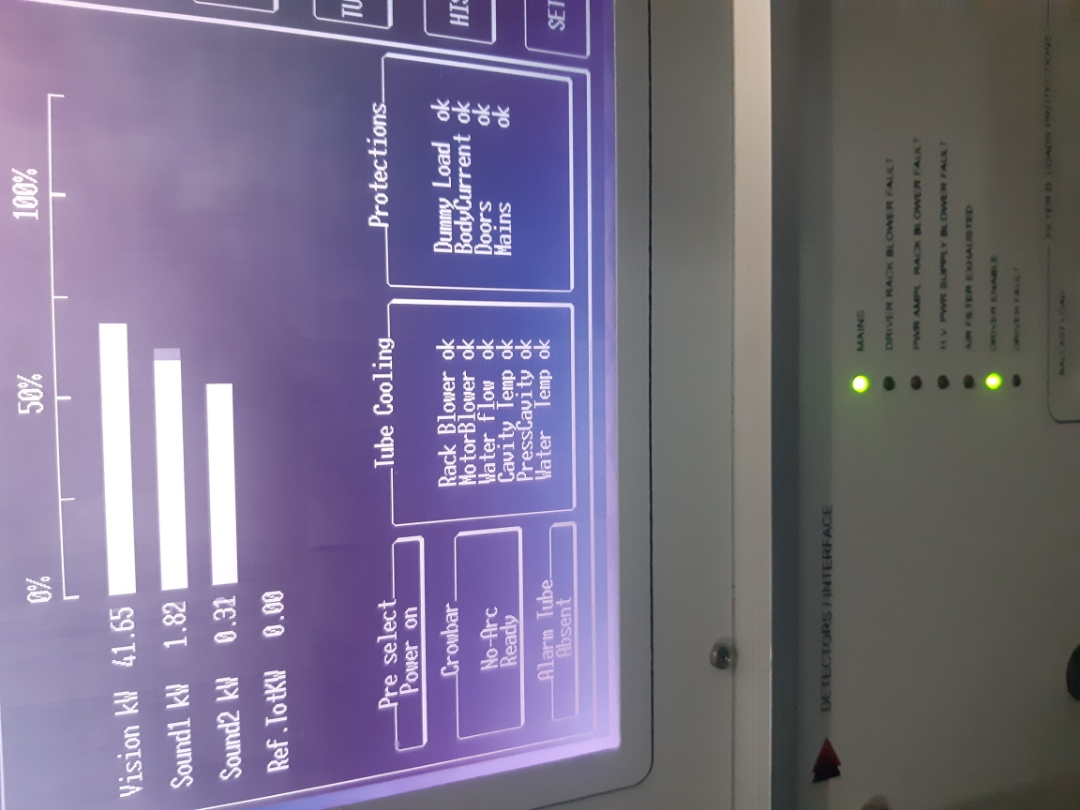 0% 50% 100%
Vision kW 41.65
Sound1 kW 1.82
Sound2 kW 0.31
Ref.TotKW 0.00
Pre select
Power on
Crowbar
No-Arc
Ready
Alarm Tube
Absent
Tube Cooling
Rack Blower ok
MotorBlower ok
Water flow ok
Cavity Temp ok
PressCavity ok
Water Temp ok
Protections
Dummy Load ok
BodyCurrent ok
Doors ok
Mains ok
TU
HIS
SET
DETECTORS / INTERFACE
MAINS
DRIVER RACK BLOWER FAULT
PWR AMPL. RACK BLOWER FAULT
H.V. PWR SUPPLY BLOWER FAULT
AIR FILTER EXHAUSTED
DRIVER ENABLE
DRIVER FAULT
FILTER D. LOADS PROTECTIONS
BALLAST LOAD